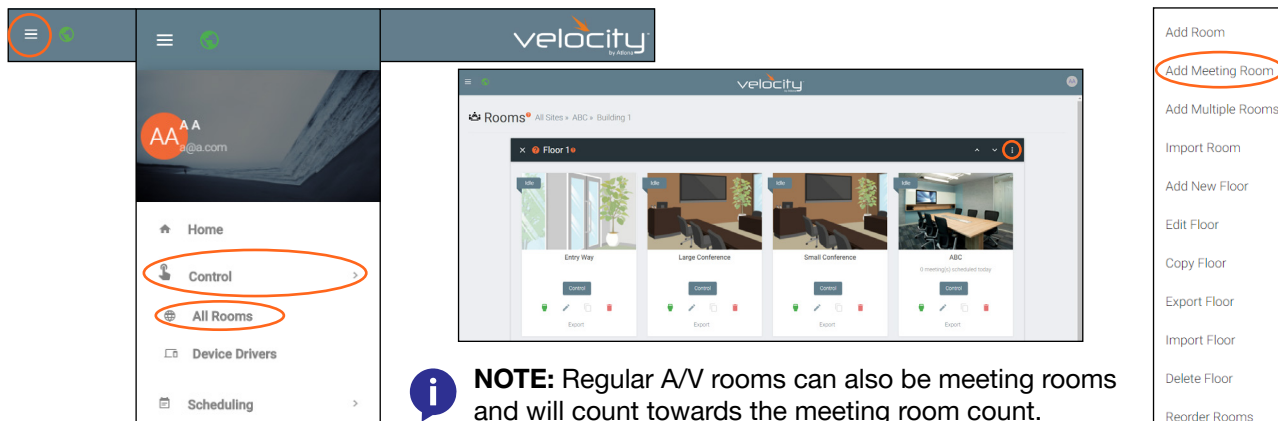 velocity
by Atlona
AA
A A
a@a.com
Home
Control
All Rooms
Device Drivers
Scheduling
velocity
AA
Rooms? All Sites » ABC » Building 1
Floor 1
Idle
Idle
Idle
Idle
Entry Way
Large Conference
Small Conference
ABC
0 meeting(s) scheduled today
Control
Control
Control
Control
Export
Export
Export
Export
NOTE: Regular A/V rooms can also be meeting rooms
and will count towards the meeting room count.
Add Room
Add Meeting Room
Add Multiple Rooms
Import Room
Add New Floor
Edit Floor
Copy Floor
Export Floor
Import Floor
Delete Floor
Reorder Rooms